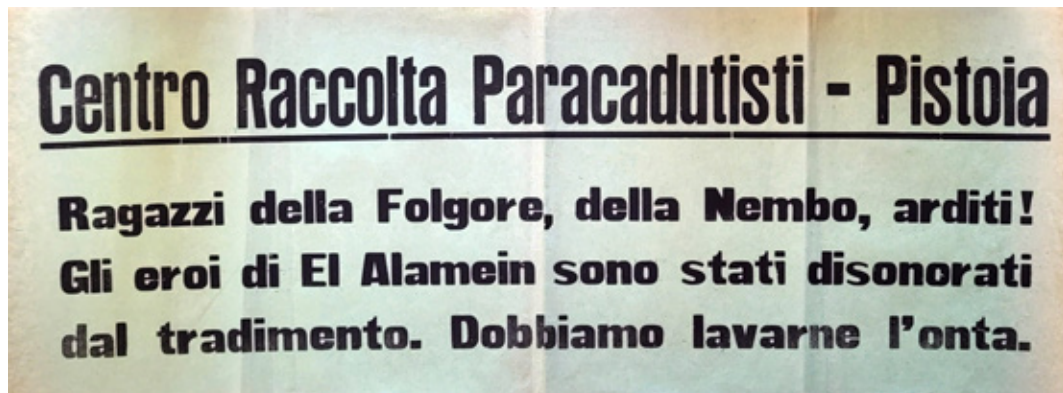 Centro Raccolta Paracadutisti - Pistoia
Ragazzi della Folgore, della Nembo, arditi!
Gli eroi di El Alamein sono stati disonorati
dal tradimento. Dobbiamo lavarne l'onta.